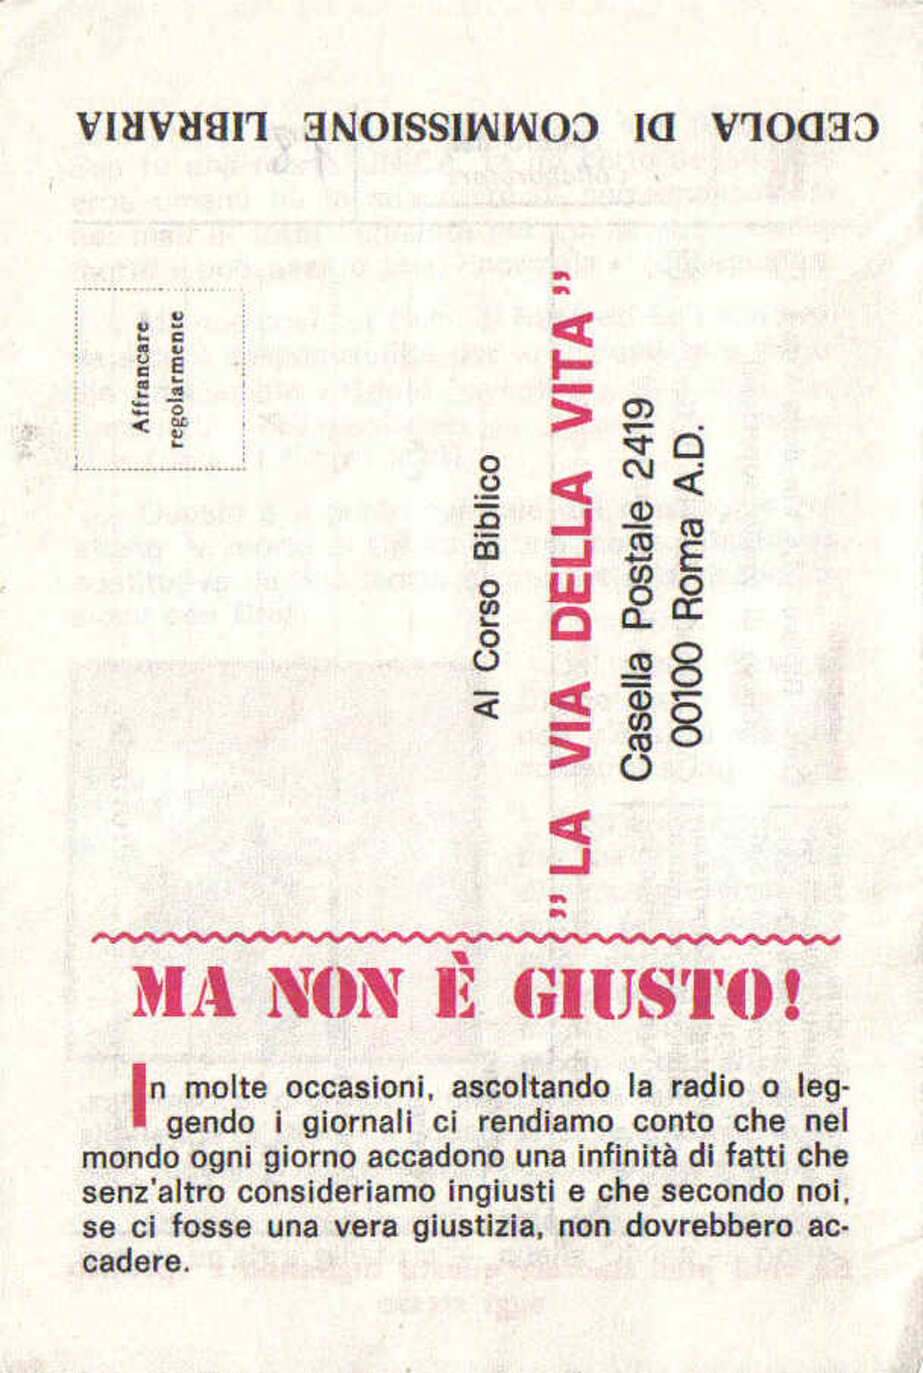 CEDOLA DI COMMISSIONE LIBRARIA
Affrancare
regolarmente
Al Corso Biblico
" LA VIA DELLA VITA "
Casella Postale 2419
00100 Roma A.D.
MA NON È GIUSTO!
In molte occasioni, ascoltando la radio o leg-
gendo i giornali ci rendiamo conto che nel
mondo ogni giorno accadono una infinità di fatti che
senz'altro consideriamo ingiusti e che secondo noi,
se ci fosse una vera giustizia, non dovrebbero ac-
cadere.